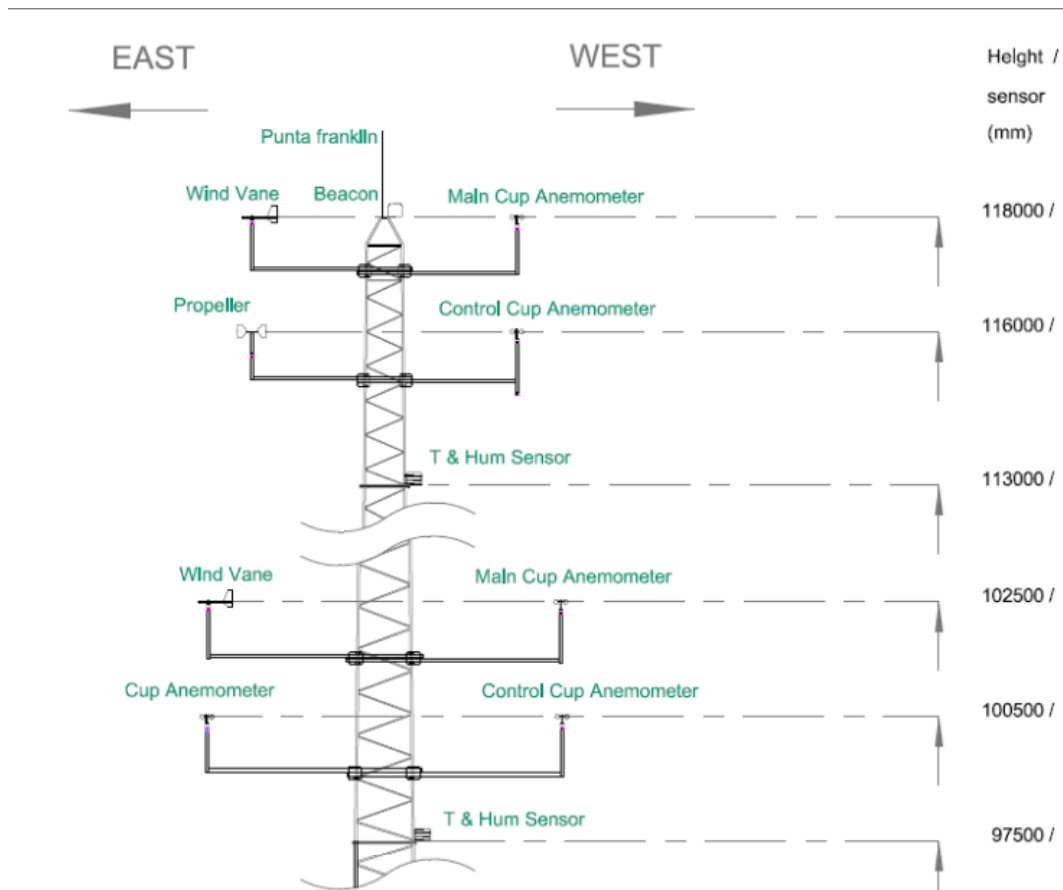 EAST
WEST
Height /
sensor
(mm)
Punta franklin
Wind Vane
Beacon
Main Cup Anemometer
118000 /
Propeller
Control Cup Anemometer
116000 /
T & Hum Sensor
113000 /
Wind Vane
Main Cup Anemometer
102500 /
Cup Anemometer
Control Cup Anemometer
100500 /
T & Hum Sensor
97500 /